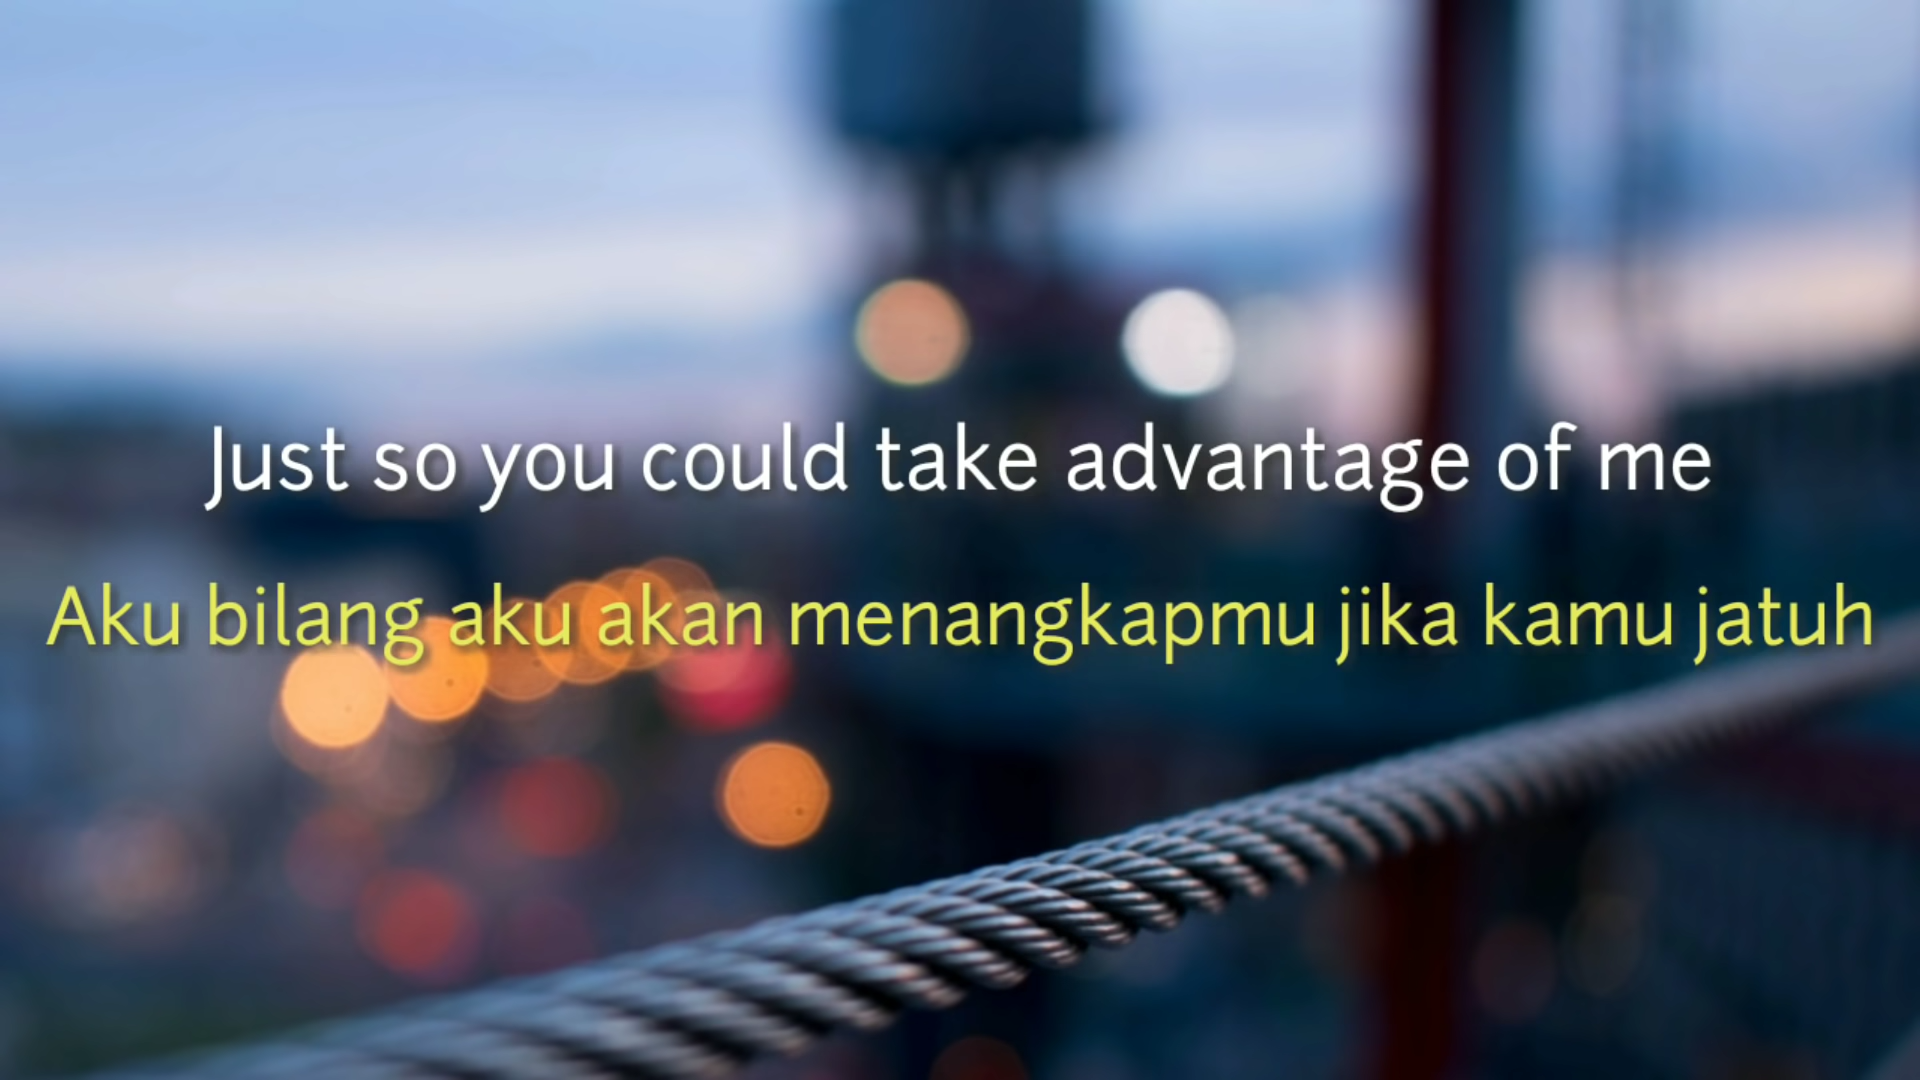 Just so you could take advantage of me
Aku bilang aku akan menangkapmu jika kamu jatuh